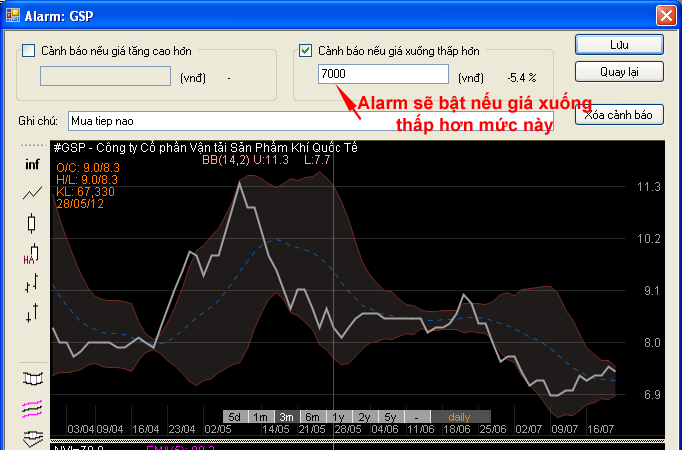 Alarm: GSP
Cảnh báo nếu giá tăng cao hơn
(vnđ) -
Cảnh báo nếu giá xuống thấp hơn
7000 (vnđ) -5.4 %
Lưu
Quay lại
Alarm sẽ bật nếu giá xuống
thấp hơn mức này
Ghi chú: Mua tiep nao
Xóa cảnh báo
#GSP - Công ty Cổ phần Vận tải Sản Phẩm Khí Quốc Tế
BB(14,2) U:11.3 L:7.7
inf
O/C: 9.0/8.3
H/L: 9.0/8.3
KL: 67,330
28/05/12
HA
11.3
10.2
9.1
8.0
6.9
5d 1m 3m 6m 1y 2y 5y - daily
03/04 09/04 16/04 23/04 02/05 14/05 21/05 28/05 04/06 11/06 18/06 25/06 02/07 09/07 16/07